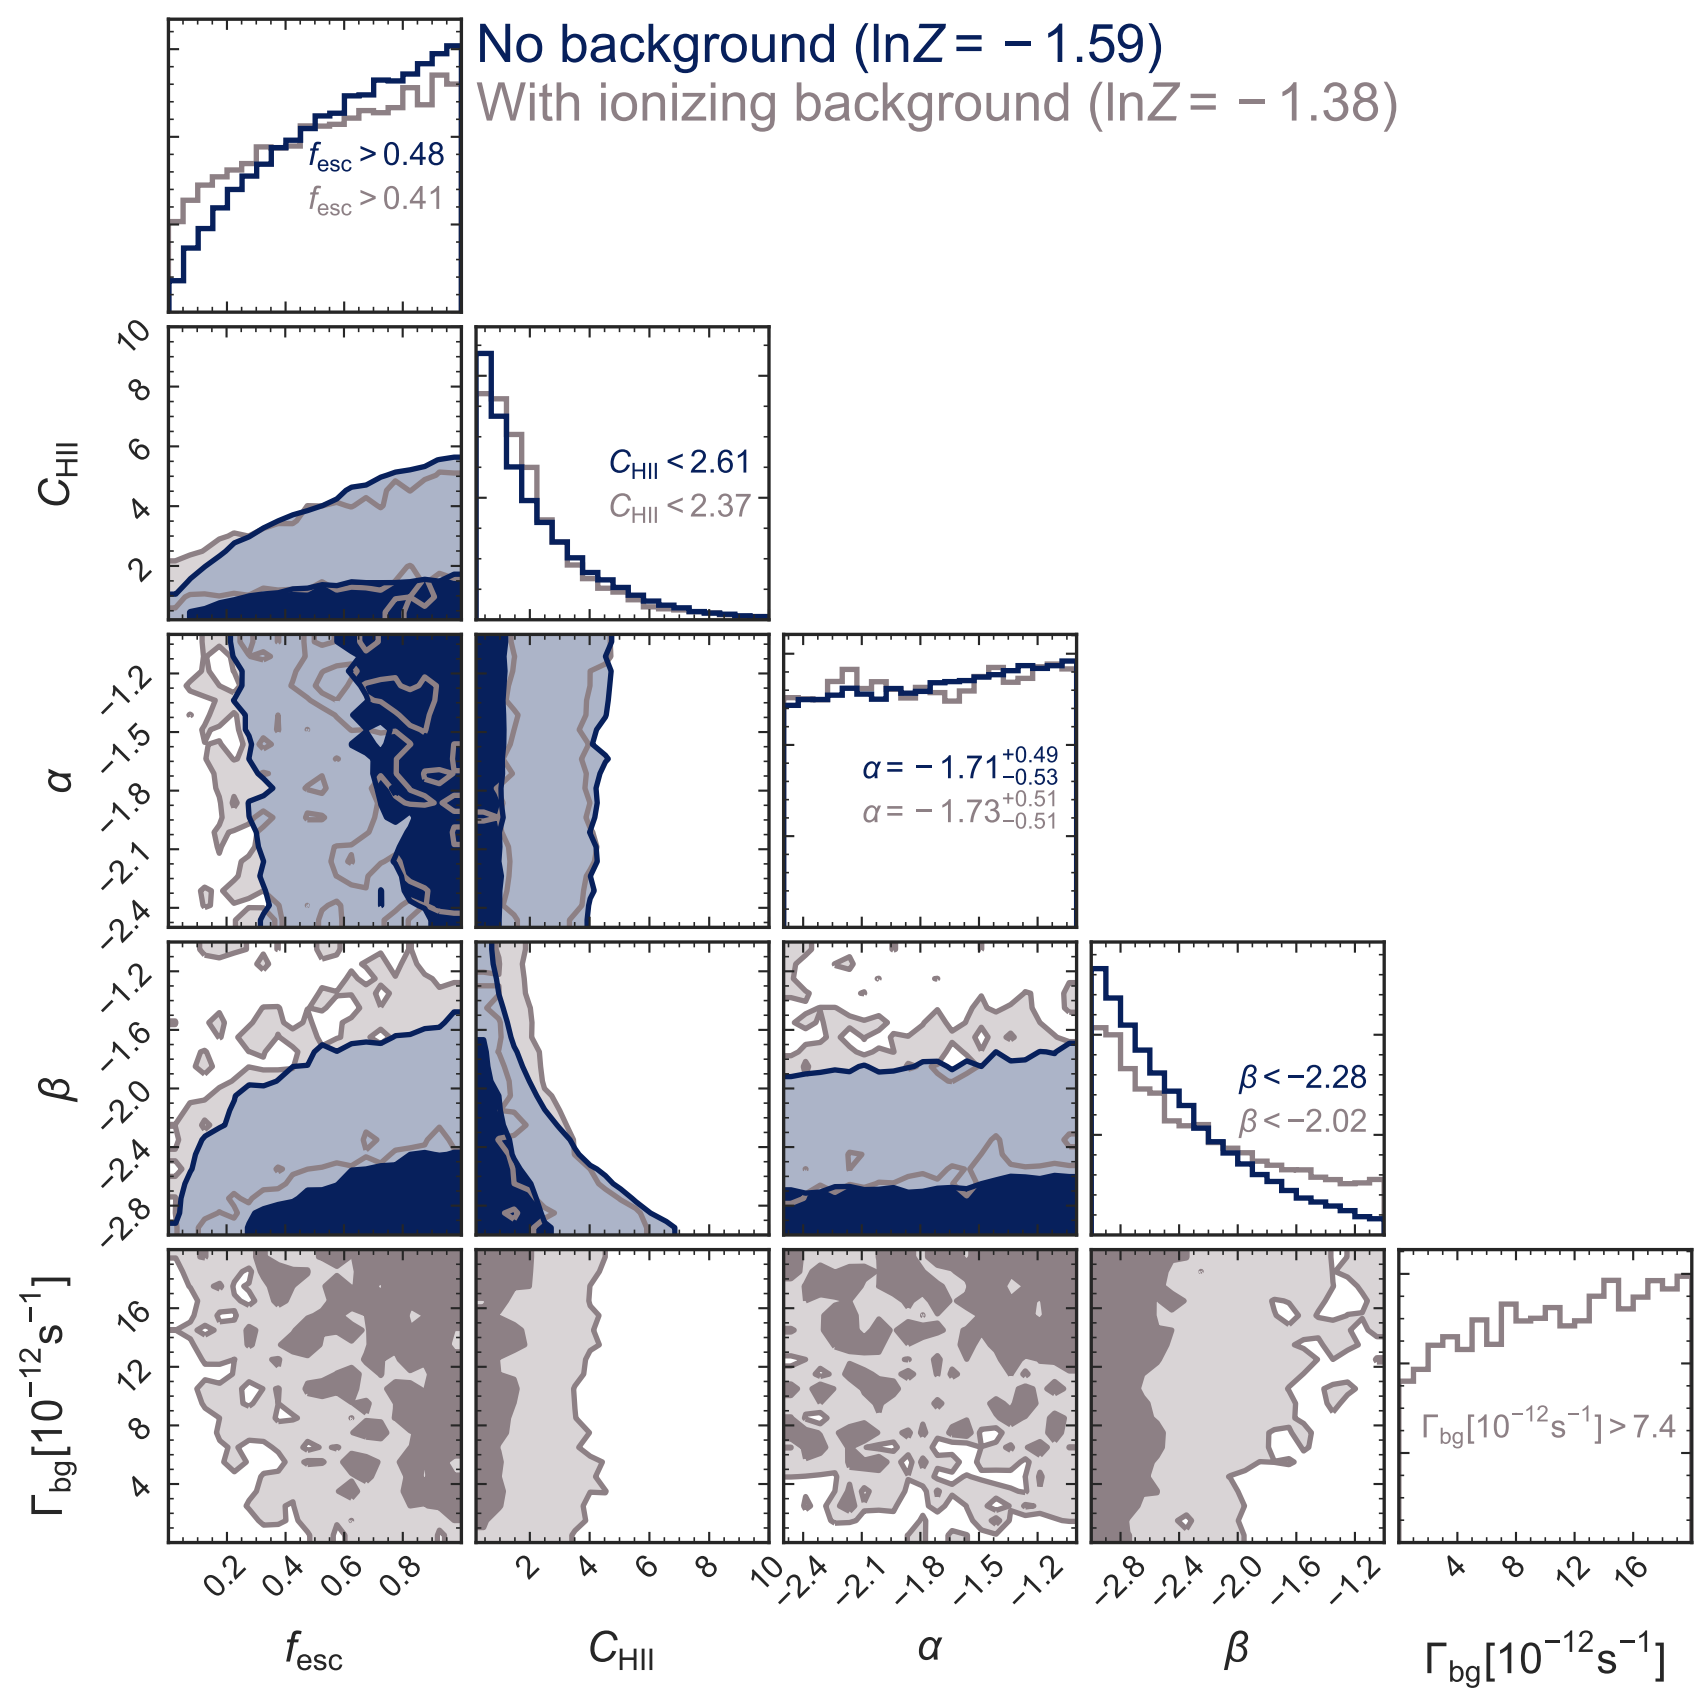 No background (lnZ = −1.59)
With ionizing background (lnZ = −1.38)
f_esc > 0.48
f_esc > 0.41
10
8
6
4
2
C_HII
C_HII < 2.61
C_HII < 2.37
−1.2
−1.5
−1.8
−2.1
−2.4
α
α = −1.71^{+0.49}_{−0.53}
α = −1.73^{+0.51}_{−0.51}
−1.2
−1.6
−2.0
−2.4
−2.8
β
β < −2.28
β < −2.02
16
12
8
4
Γ_bg[10^{−12}s^{−1}]
Γ_bg[10^{−12}s^{−1}] > 7.4
0.2 0.4 0.6 0.8
2 4 6 8 10
−2.4 −2.1 −1.8 −1.5 −1.2
−2.8 −2.4 −2.0 −1.6 −1.2
4 8 12 16
f_esc C_HII α β Γ_bg[10^{−12}s^{−1}]